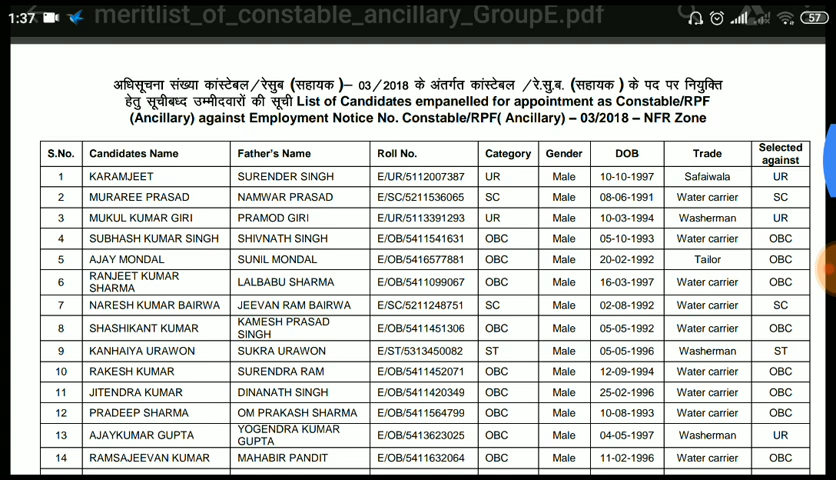 1:37 meritlist_of_constable_ancillary_GroupE.pdf 57
अधिसूचना संख्या कांस्टेबल/रेसुब (सहायक )– 03/2018 के अंतर्गत कांस्टेबल /रे.सु.ब. (सहायक ) के पद पर नियुक्ति
हेतु सूचीबध्द उम्मीदवारों की सूची List of Candidates empanelled for appointment as Constable/RPF
(Ancillary) against Employment Notice No. Constable/RPF( Ancillary) – 03/2018 – NFR Zone
S.No. Candidates Name Father's Name Roll No. Category Gender DOB Trade Selected against
1 KARAMJEET SURENDER SINGH E/UR/5112007387 UR Male 10-10-1997 Safaiwala UR
2 MURAREE PRASAD NAMWAR PRASAD E/SC/5211536065 SC Male 08-06-1991 Water carrier SC
3 MUKUL KUMAR GIRI PRAMOD GIRI E/UR/5113391293 UR Male 10-03-1994 Washerman UR
4 SUBHASH KUMAR SINGH SHIVNATH SINGH E/OB/5411541631 OBC Male 05-10-1993 Water carrier OBC
5 AJAY MONDAL SUNIL MONDAL E/OB/5416577881 OBC Male 20-02-1992 Tailor OBC
6 RANJEET KUMAR SHARMA LALBABU SHARMA E/OB/5411099067 OBC Male 16-03-1997 Water carrier OBC
7 NARESH KUMAR BAIRWA JEEVAN RAM BAIRWA E/SC/5211248751 SC Male 02-08-1992 Water carrier SC
8 SHASHIKANT KUMAR KAMESH PRASAD SINGH E/OB/5411451306 OBC Male 05-05-1992 Water carrier OBC
9 KANHAIYA URAWON SUKRA URAWON E/ST/5313450082 ST Male 05-05-1996 Washerman ST
10 RAKESH KUMAR SURENDRA RAM E/OB/5411452071 OBC Male 12-09-1994 Water carrier OBC
11 JITENDRA KUMAR DINANATH SINGH E/OB/5411420349 OBC Male 25-02-1996 Water carrier OBC
12 PRADEEP SHARMA OM PRAKASH SHARMA E/OB/5411564799 OBC Male 10-08-1993 Water carrier OBC
13 AJAYKUMAR GUPTA YOGENDRA KUMAR GUPTA E/OB/5413623025 OBC Male 04-05-1997 Washerman UR
14 RAMSAJEEVAN KUMAR MAHABIR PANDIT E/OB/5411632064 OBC Male 11-02-1996 Water carrier OBC